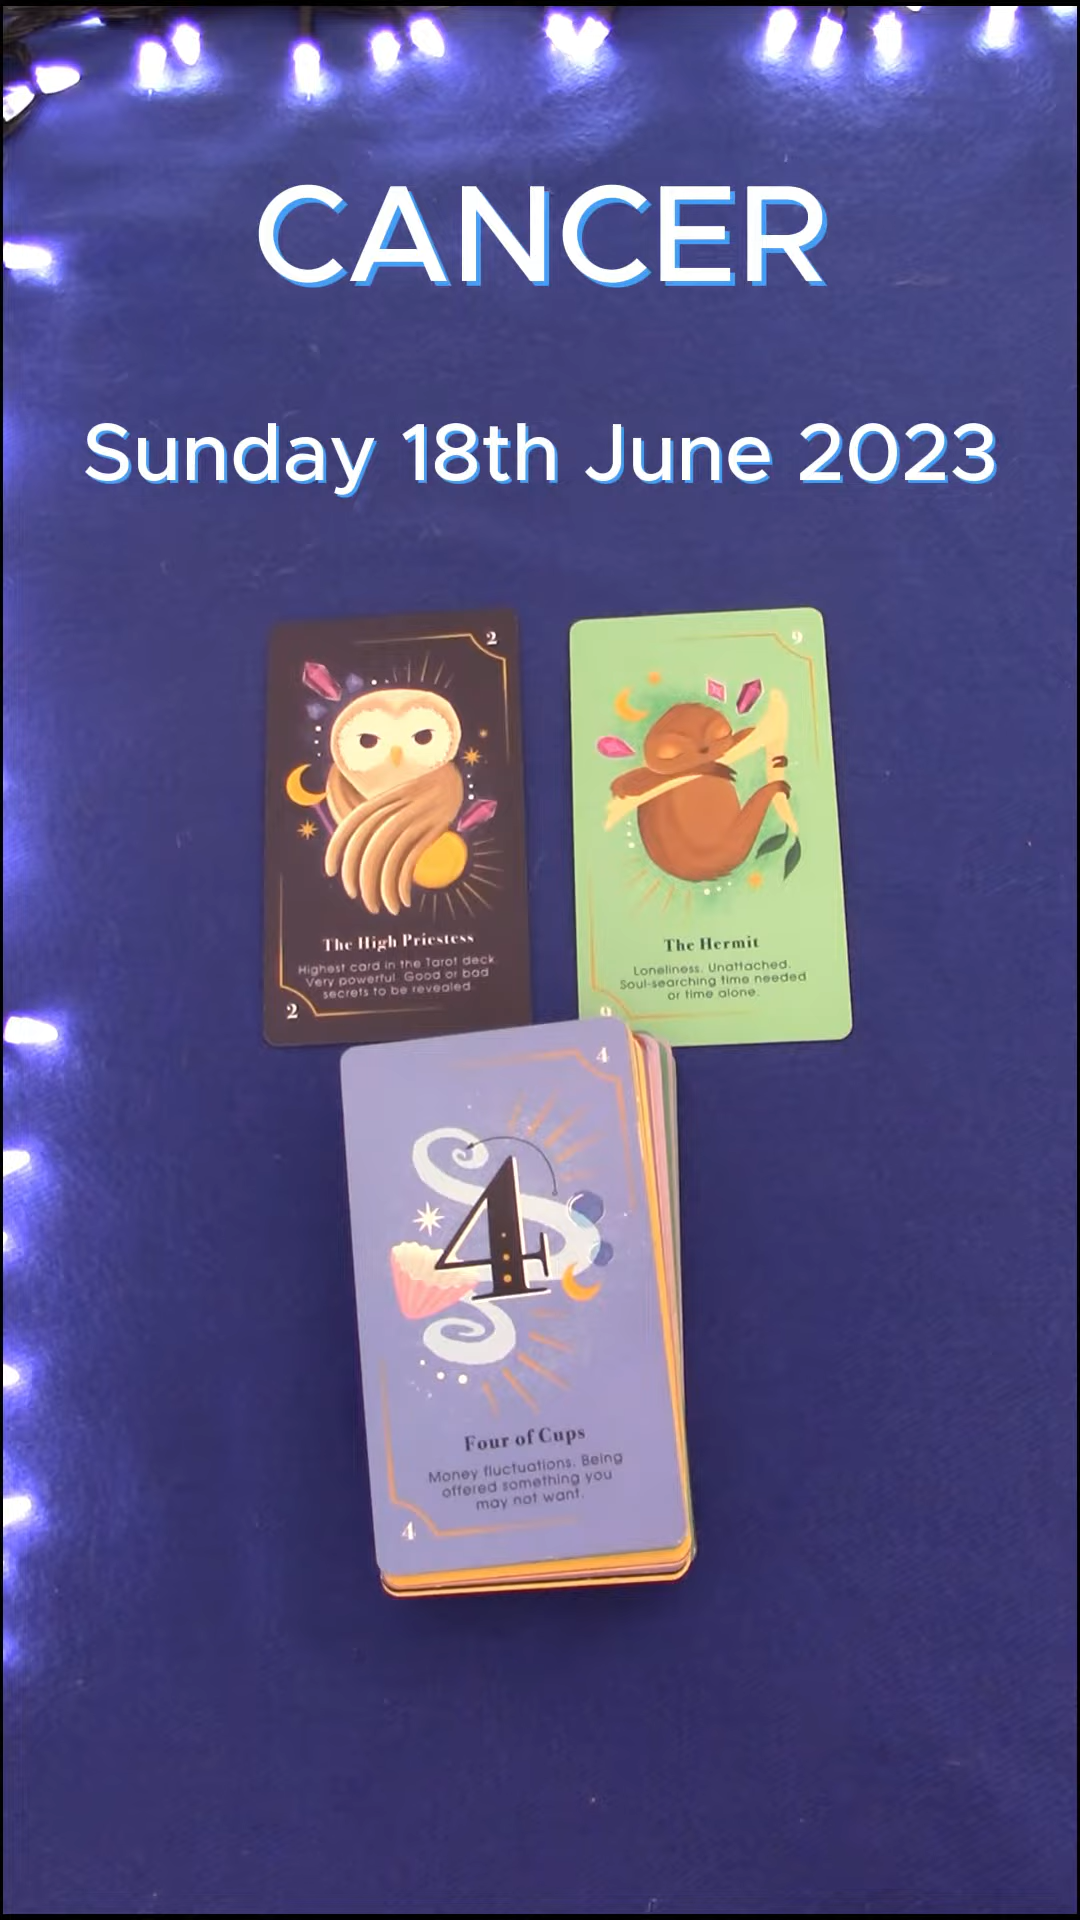 CANCER
Sunday 18th June 2023
2
The High Priestess
Highest card in the Tarot deck.
Very powerful. Good or bad
secrets to be revealed.
2
9
The Hermit
Loneliness. Unattached.
Soul-searching time needed
or time alone.
9
4
4
Four of Cups
Money fluctuations. Being
offered something you
may not want.
4